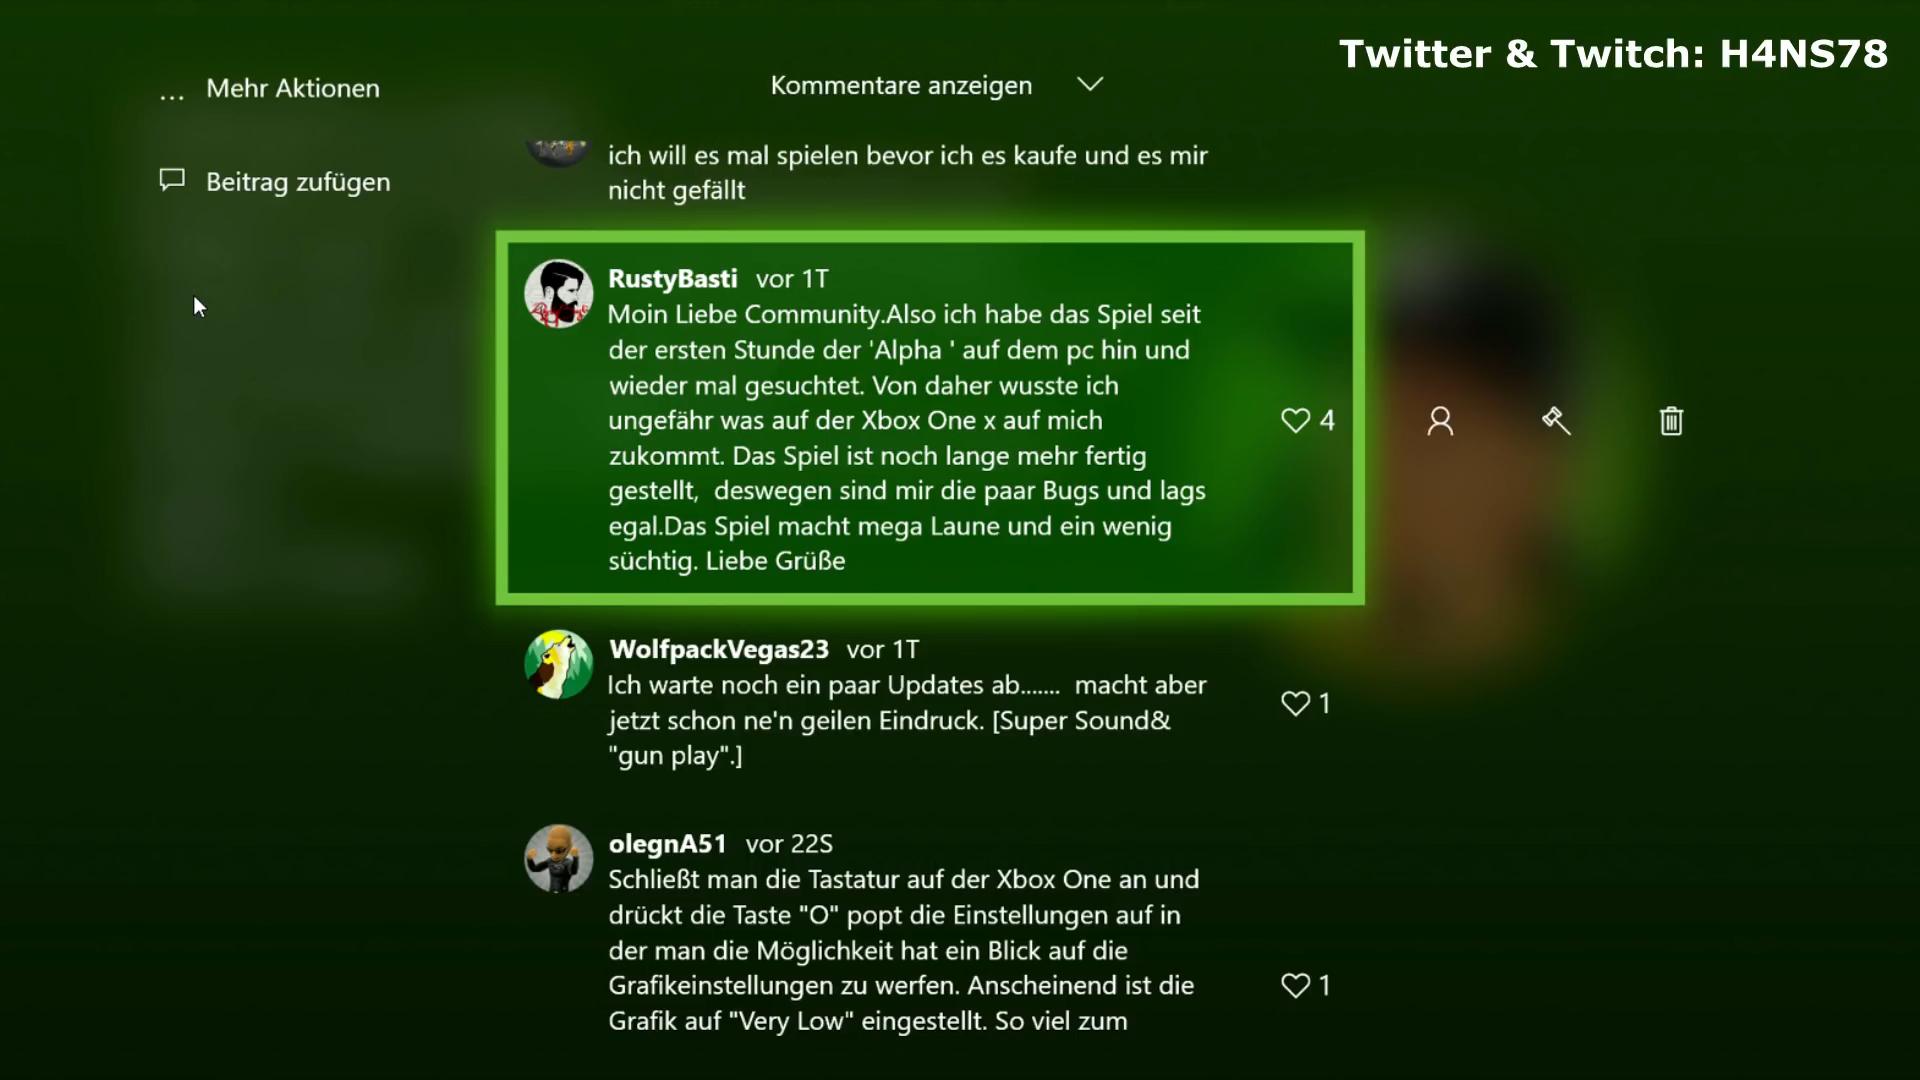 Twitter & Twitch: H4NS78
... Mehr Aktionen
Kommentare anzeigen
Beitrag zufügen
ich will es mal spielen bevor ich es kaufe und es mir
nicht gefällt
RustyBasti vor 1T
Moin Liebe Community.Also ich habe das Spiel seit
der ersten Stunde der 'Alpha ' auf dem pc hin und
wieder mal gesuchtet. Von daher wusste ich
ungefähr was auf der Xbox One x auf mich
zukommt. Das Spiel ist noch lange mehr fertig
gestellt,  deswegen sind mir die paar Bugs und lags
egal.Das Spiel macht mega Laune und ein wenig
süchtig. Liebe Grüße
4
WolfpackVegas23 vor 1T
Ich warte noch ein paar Updates ab.......  macht aber
jetzt schon ne'n geilen Eindruck. [Super Sound&
"gun play".]
1
olegnA51 vor 22S
Schließt man die Tastatur auf der Xbox One an und
drückt die Taste "O" popt die Einstellungen auf in
der man die Möglichkeit hat ein Blick auf die
Grafikeinstellungen zu werfen. Anscheinend ist die
Grafik auf "Very Low" eingestellt. So viel zum
1